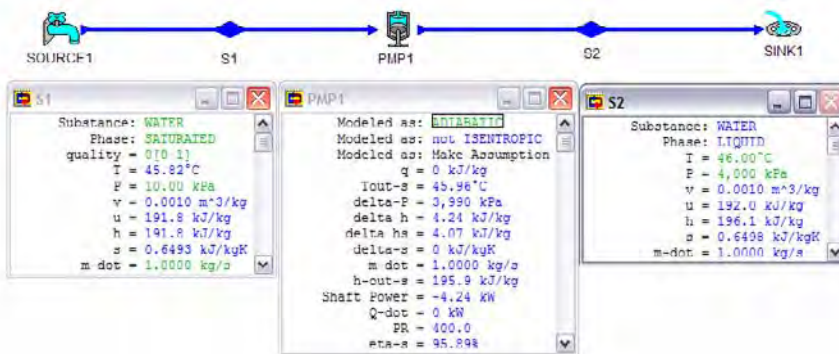 SOURCE1
S1
PMP1
S2
SINK1
S1
Substance: WATER
Phase: SATURATED
quality = 0[0-1]
T = 45.82°C
P = 10.00 kPa
v = 0.0010 m^3/kg
u = 191.8 kJ/kg
h = 191.8 kJ/kg
s = 0.6493 kJ/kgK
m-dot = 1.0000 kg/s
PMP1
Modeled as: ADIABATIC
Modeled as: not ISENTROPIC
Modeled as: Make Assumption
q = 0 kJ/kg
Tout-s = 45.96°C
delta-P = 3,990 kPa
delta h = 4.24 kJ/kg
delta hs = 4.07 kJ/kg
delta-s = 0 kJ/kgK
m dot = 1.0000 kg/s
h-out-s = 195.9 kJ/kg
Shaft Power = -4.24 kW
Q-dot = 0 kW
PR = 400.0
eta-s = 95.89%
S2
Substance: WATER
Phase: LIQUID
T = 46.00°C
P = 4,000 kPa
v = 0.0010 m^3/kg
u = 192.0 kJ/kg
h = 196.1 kJ/kg
s = 0.6498 kJ/kgK
m-dot = 1.0000 kg/s